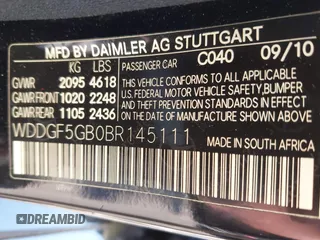 MFD BY DAIMLER AG STUTTGART
KG LBS PASSENGER CAR C040 09/10
GVWR 2095 4618
GAWR FRONT 1020 2248
GAWR REAR 1105 2436
THIS VEHICLE CONFORMS TO ALL APPLICABLE
U.S. FEDERAL MOTOR VEHICLE SAFETY, BUMPER
AND THEFT PREVENTION STANDARDS IN EFFECT
ON THE DATE OF MANUFACTURE SHOWN ABOVE.
WDDGF5GB0BR145111
MADE IN SOUTH AFRICA
DREAMBID